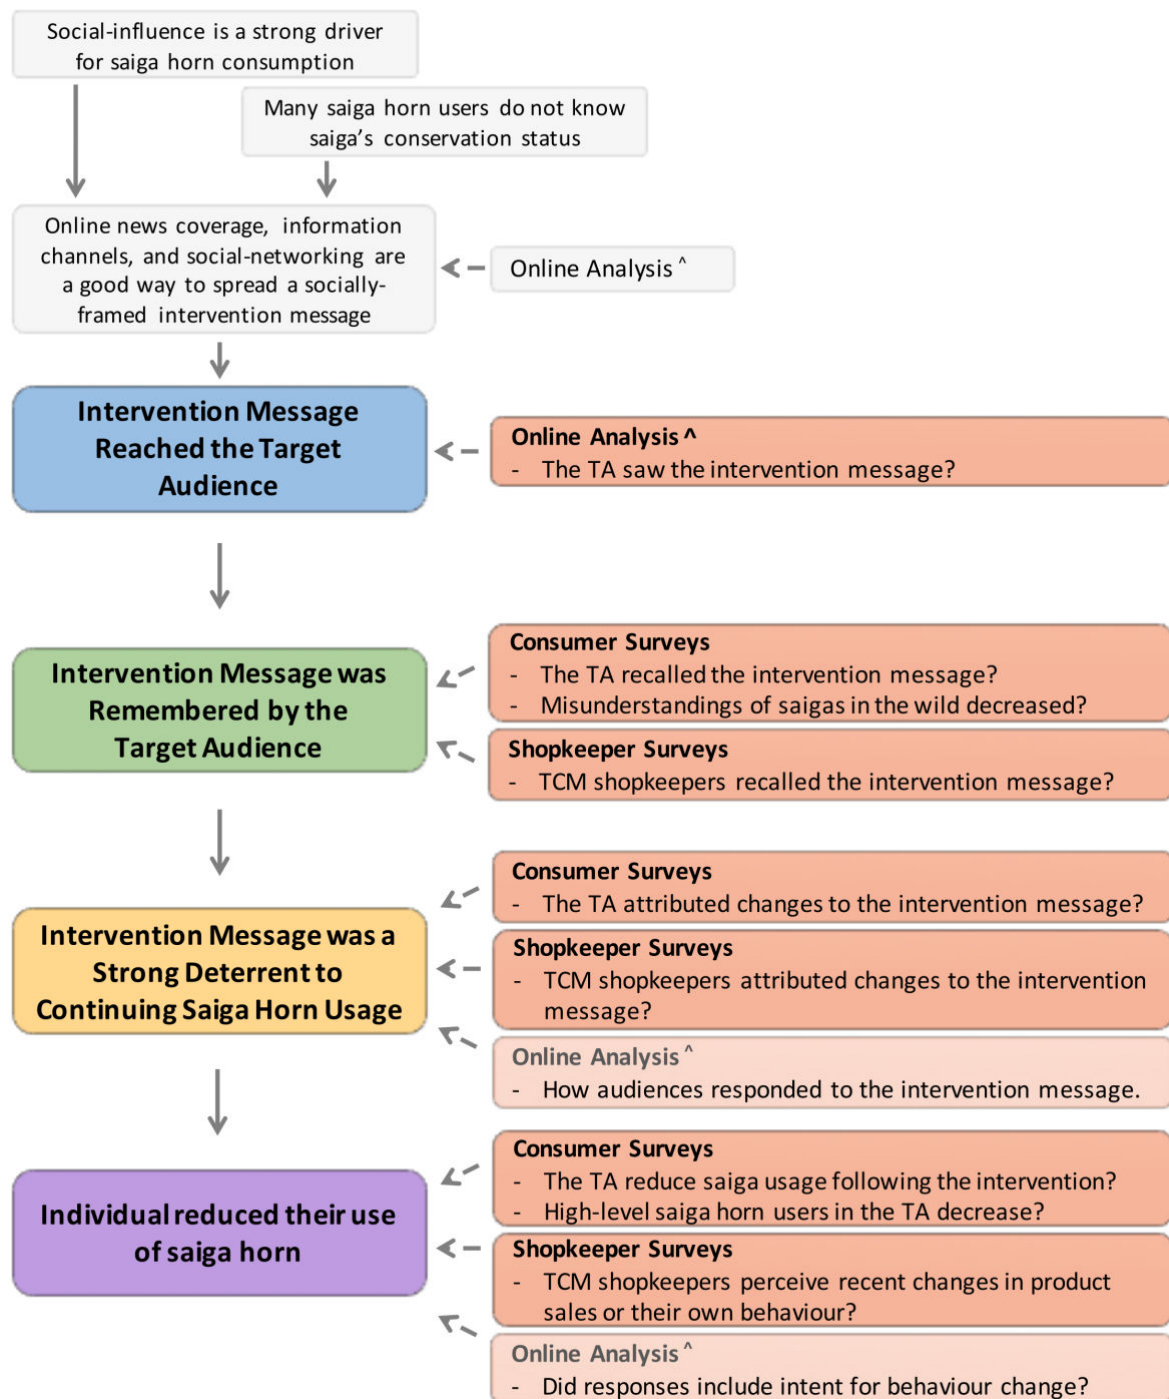 Social-influence is a strong driver
for saiga horn consumption
Many saiga horn users do not know
saiga's conservation status
Online news coverage, information
channels, and social-networking are
a good way to spread a socially-
framed intervention message
Online Analysis ^
Intervention Message
Reached the Target
Audience
Online Analysis ^
- The TA saw the intervention message?
Intervention Message was
Remembered by the
Target Audience
Consumer Surveys
- The TA recalled the intervention message?
- Misunderstandings of saigas in the wild decreased?
Shopkeeper Surveys
- TCM shopkeepers recalled the intervention message?
Intervention Message was a
Strong Deterrent to
Continuing Saiga Horn Usage
Consumer Surveys
- The TA attributed changes to the intervention message?
Shopkeeper Surveys
- TCM shopkeepers attributed changes to the intervention
message?
Online Analysis ^
- How audiences responded to the intervention message.
Individual reduced their use
of saiga horn
Consumer Surveys
- The TA reduce saiga usage following the intervention?
- High-level saiga horn users in the TA decrease?
Shopkeeper Surveys
- TCM shopkeepers perceive recent changes in product
sales or their own behaviour?
Online Analysis ^
- Did responses include intent for behaviour change?